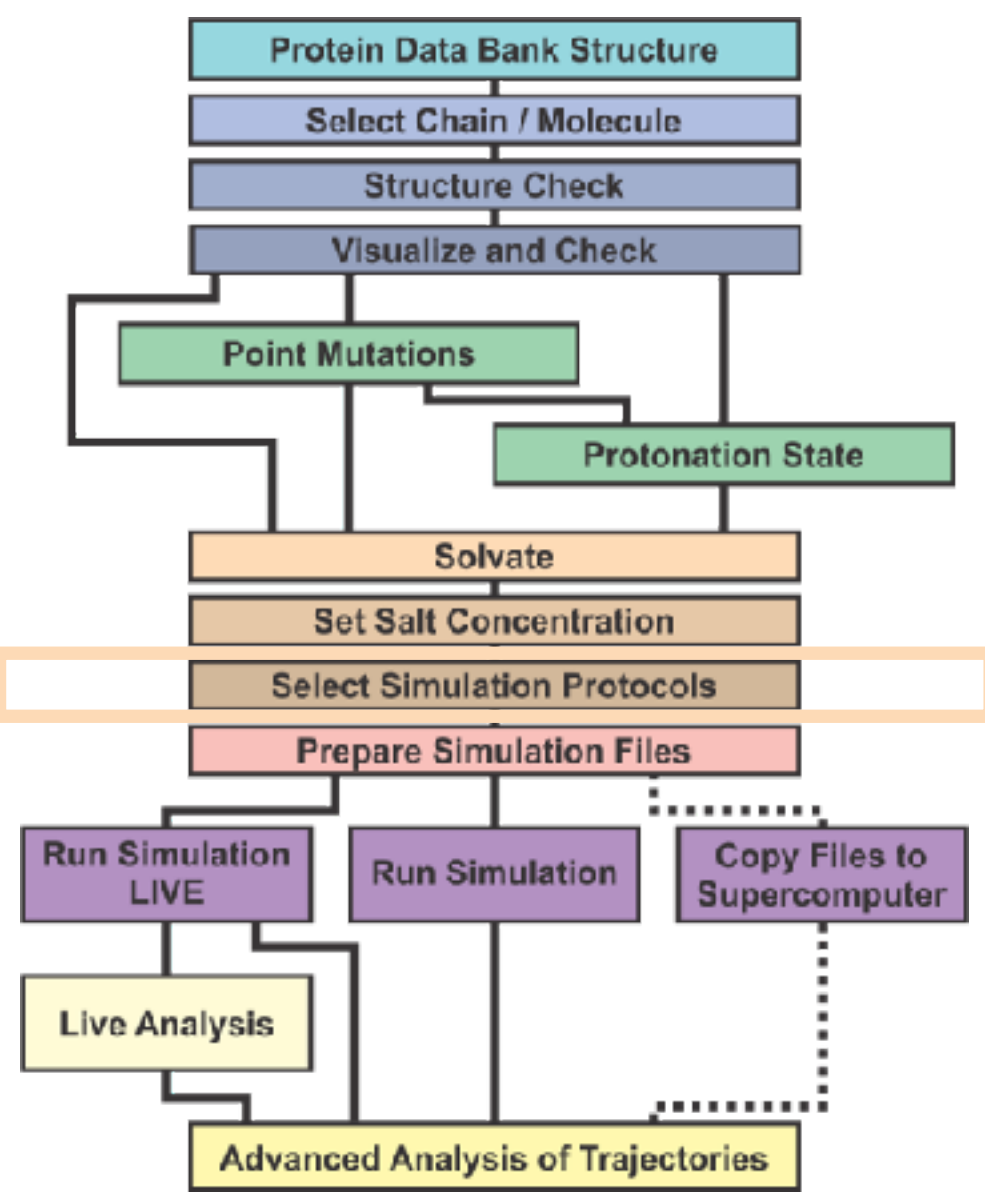 Protein Data Bank Structure
Select Chain / Molecule
Structure Check
Visualize and Check
Point Mutations
Protonation State
Solvate
Set Salt Concentration
Select Simulation Protocols
Prepare Simulation Files
Run Simulation
LIVE
Run Simulation
Copy Files to
Supercomputer
Live Analysis
Advanced Analysis of Trajectories